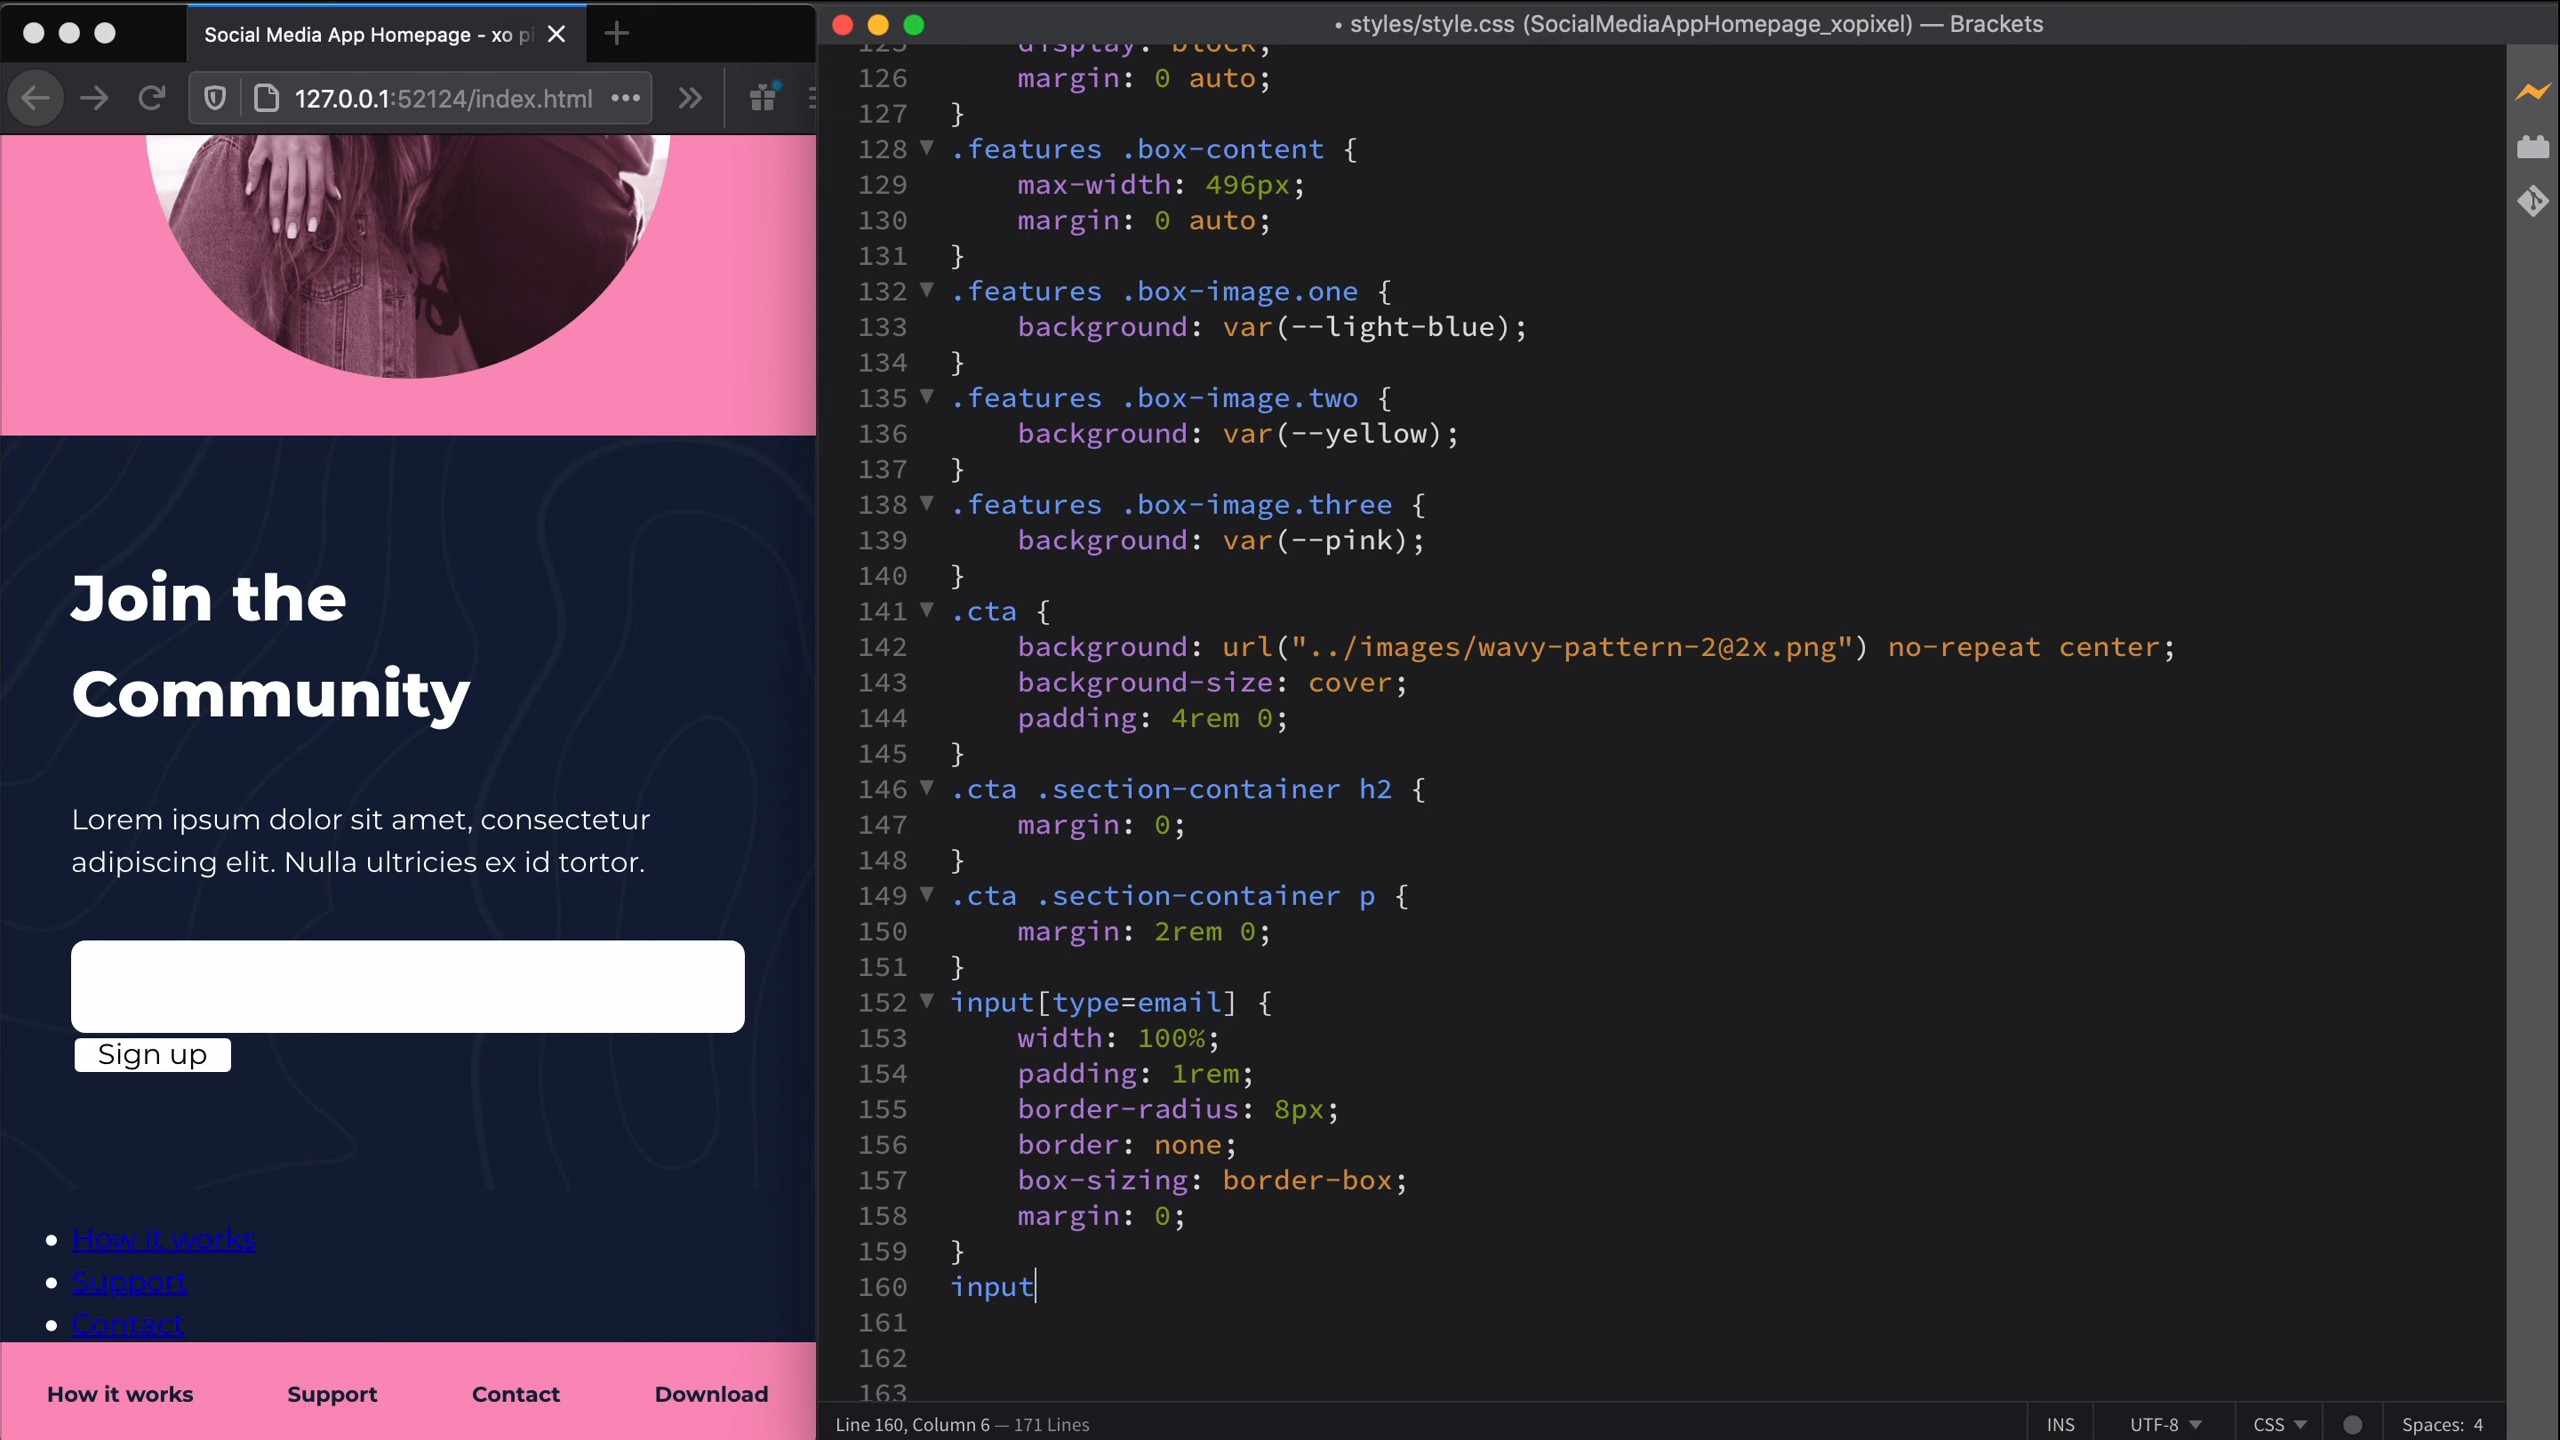 Social Media App Homepage - xo pi
127.0.0.1:52124/index.html
Join the
Community
Lorem ipsum dolor sit amet, consectetur
adipiscing elit. Nulla ultricies ex id tortor.
Sign up
How it works
Support
Contact
How it works Support Contact Download
• styles/style.css (SocialMediaAppHomepage_xopixel) — Brackets
125 display: block;
126 margin: 0 auto;
127 }
128 .features .box-content {
129 max-width: 496px;
130 margin: 0 auto;
131 }
132 .features .box-image.one {
133 background: var(--light-blue);
134 }
135 .features .box-image.two {
136 background: var(--yellow);
137 }
138 .features .box-image.three {
139 background: var(--pink);
140 }
141 .cta {
142 background: url("../images/wavy-pattern-2@2x.png") no-repeat center;
143 background-size: cover;
144 padding: 4rem 0;
145 }
146 .cta .section-container h2 {
147 margin: 0;
148 }
149 .cta .section-container p {
150 margin: 2rem 0;
151 }
152 input[type=email] {
153 width: 100%;
154 padding: 1rem;
155 border-radius: 8px;
156 border: none;
157 box-sizing: border-box;
158 margin: 0;
159 }
160 input
161
162
163
Line 160, Column 6 — 171 Lines
INS UTF-8 CSS Spaces: 4